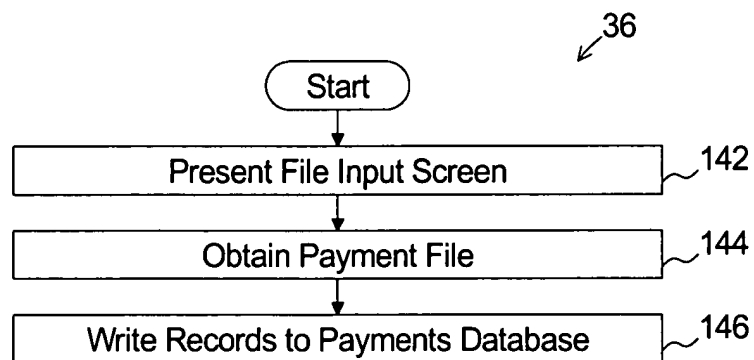 36
Start
Present File Input Screen
142
Obtain Payment File
144
Write Records to Payments Database
146